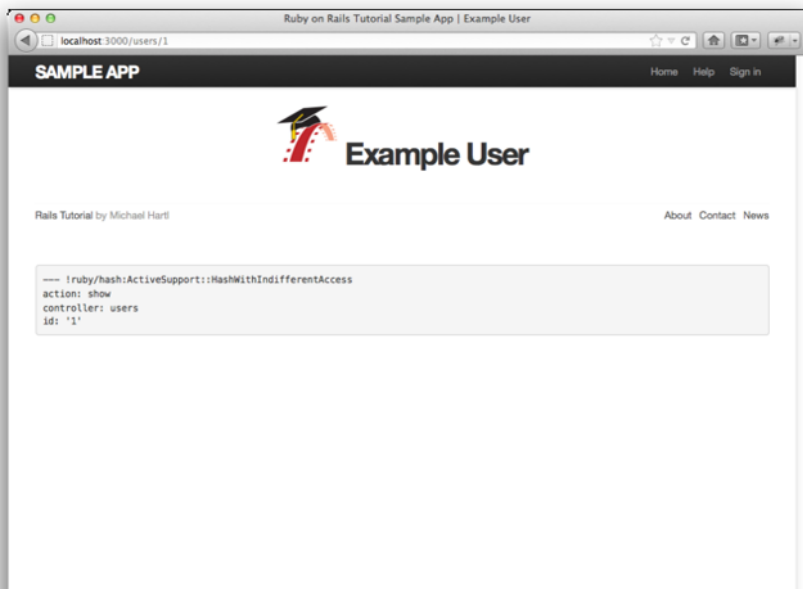 Ruby on Rails Tutorial Sample App | Example User
localhost:3000/users/1
SAMPLE APP
Home Help Sign in
Example User
Rails Tutorial by Michael Hartl
About Contact News
--- !ruby/hash:ActiveSupport::HashWithIndifferentAccess
action: show
controller: users
id: '1'